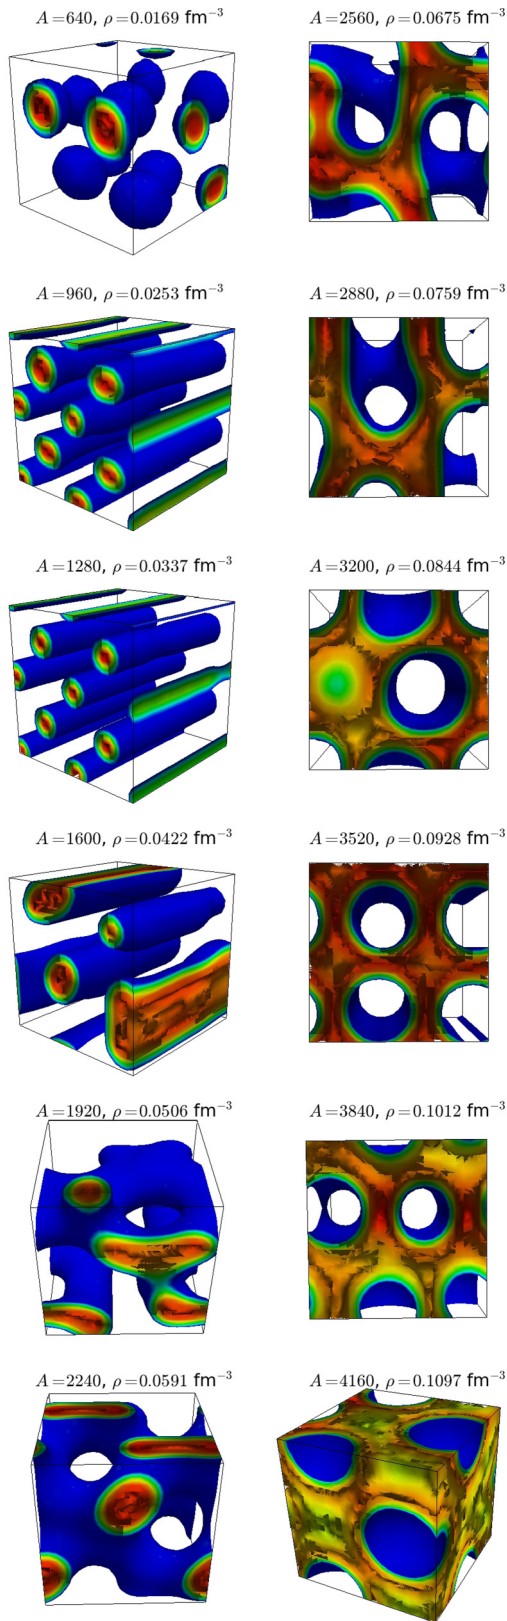 A=640, ρ=0.0169 fm⁻³
A=2560, ρ=0.0675 fm⁻³
A=960, ρ=0.0253 fm⁻³
A=2880, ρ=0.0759 fm⁻³
A=1280, ρ=0.0337 fm⁻³
A=3200, ρ=0.0844 fm⁻³
A=1600, ρ=0.0422 fm⁻³
A=3520, ρ=0.0928 fm⁻³
A=1920, ρ=0.0506 fm⁻³
A=3840, ρ=0.1012 fm⁻³
A=2240, ρ=0.0591 fm⁻³
A=4160, ρ=0.1097 fm⁻³